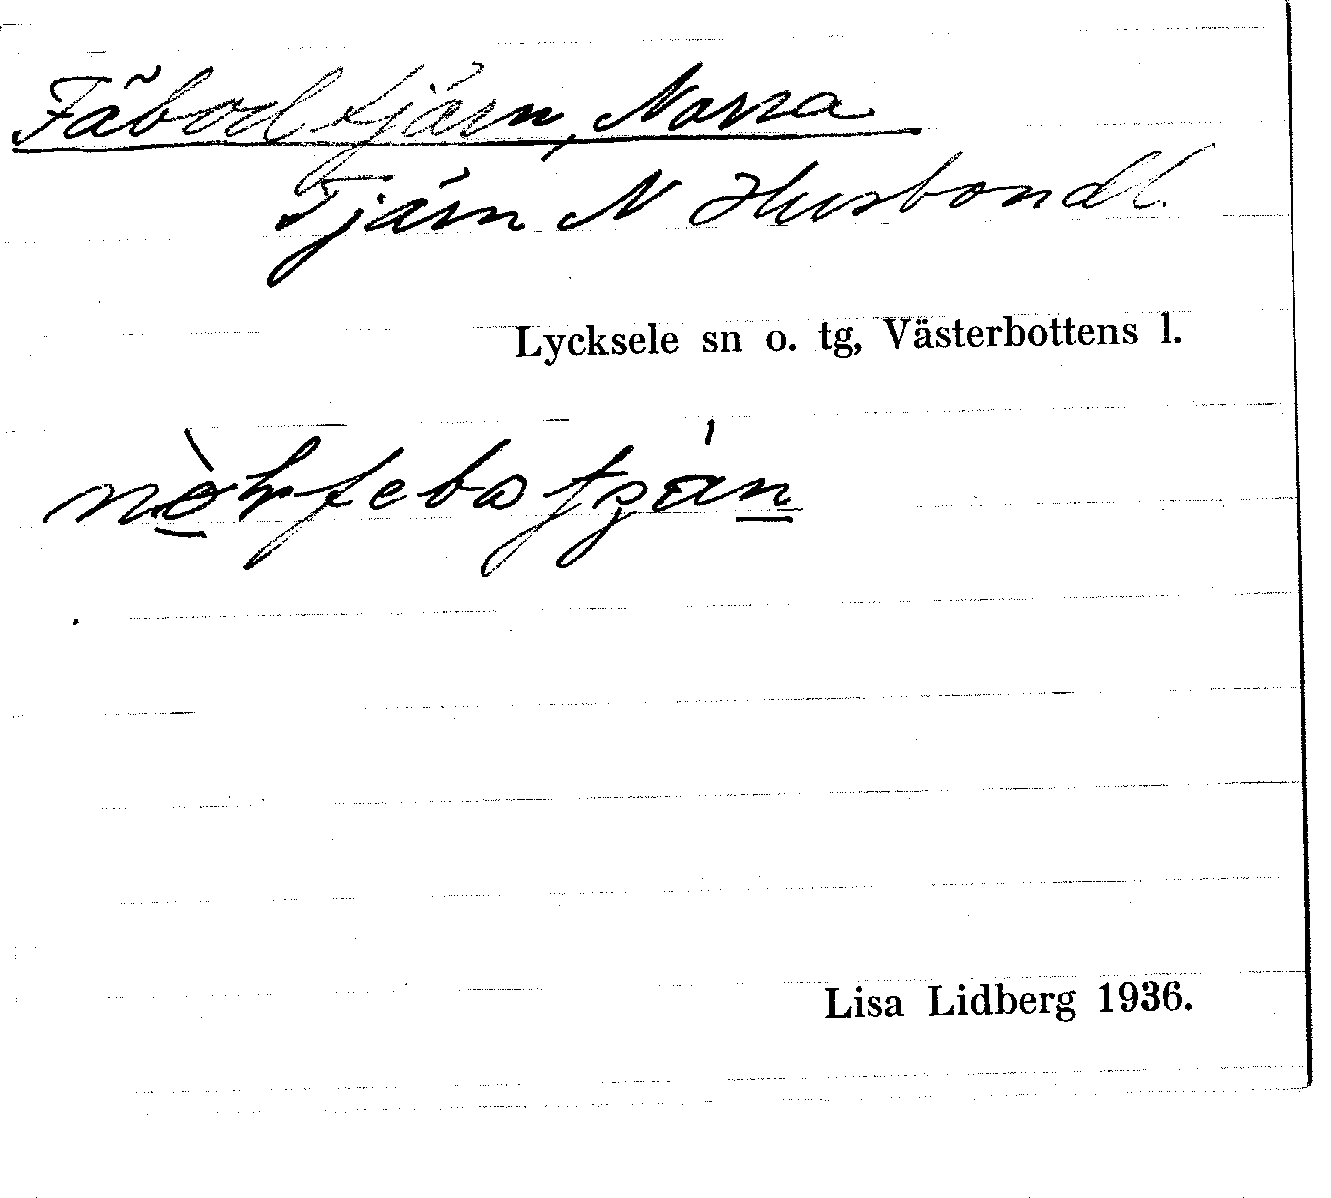 Fäbodtjärn, Norra
Tjärn N Husbondl.
Lycksele sn o. tg, Västerbottens l.
Lisa Lidberg 1936.